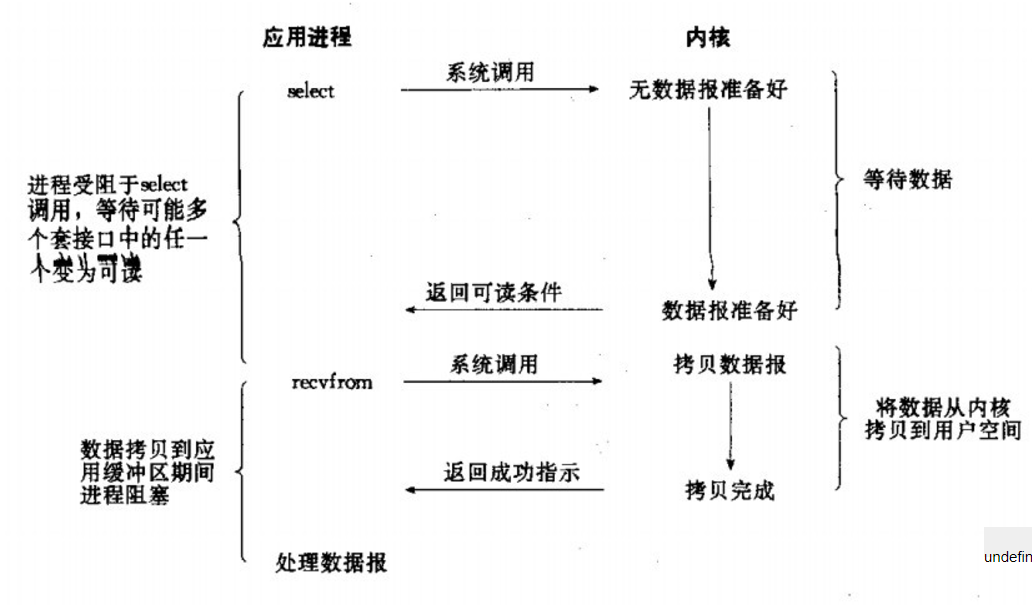 应用进程
内核
select
系统调用
无数据报准备好
进程受阻于select
调用，等待可能多
个套接口中的任一
个变为可读
等待数据
返回可读条件
数据报准备好
recvfrom
系统调用
拷贝数据报
将数据从内核
拷贝到用户空间
数据拷贝到应
用缓冲区期间
进程阻塞
返回成功指示
拷贝完成
处理数据报
undefin